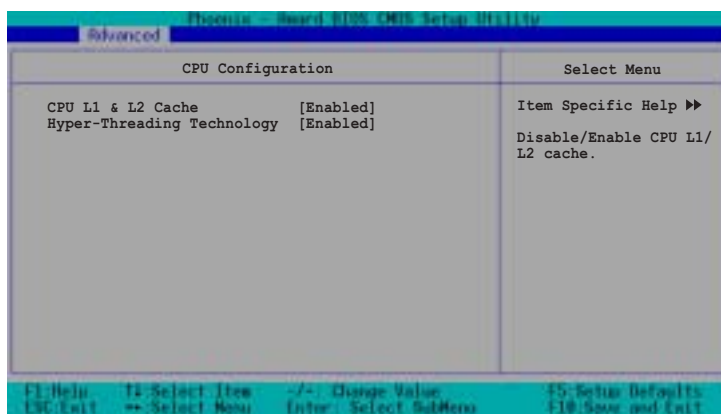 Phoenix - Award BIOS CMOS Setup Utility
Advanced
CPU Configuration
Select Menu
CPU L1 & L2 Cache [Enabled]
Hyper-Threading Technology [Enabled]
Item Specific Help ▶▶
Disable/Enable CPU L1/
L2 cache.
F1:Help ↑↓:Select Item -/+: Change Value F5:Setup Defaults
ESC:Exit ←→:Select Menu Enter: Select SubMenu F10:Save and Exit